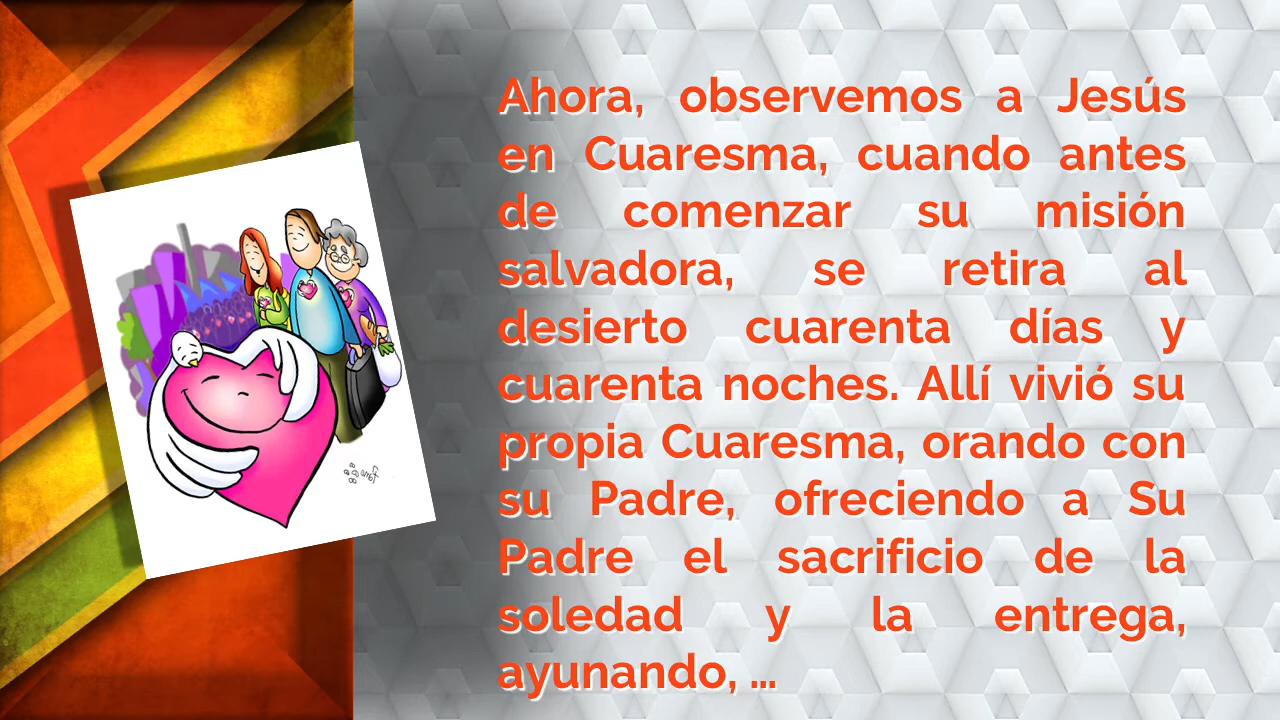 Ahora, observemos a Jesús
en Cuaresma, cuando antes
de comenzar su misión
salvadora, se retira al
desierto cuarenta días y
cuarenta noches. Allí vivió su
propia Cuaresma, orando con
su Padre, ofreciendo a Su
Padre el sacrificio de la
soledad y la entrega,
ayunando, ...